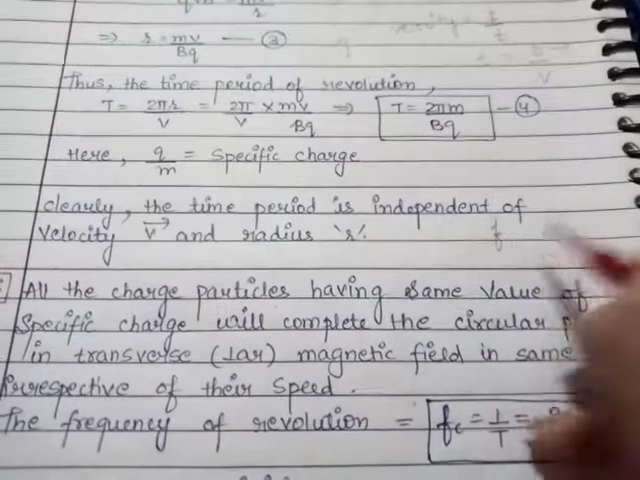 r
⇒ r = mv/Bq — ③
Thus, the time period of revolution,
T = 2πr/V = 2π/V × mv/Bq ⇒ T = 2πm/Bq — ④
Here, q/m = Specific charge
clearly, the time period is independent of
Velocity v⃗ and radius 'r'.
All the charge particles having same value of
Specific charge will complete the circular
in transverse (⊥ar) magnetic field in same
irrespective of their speed.
The frequency of revolution = fc = 1/T =